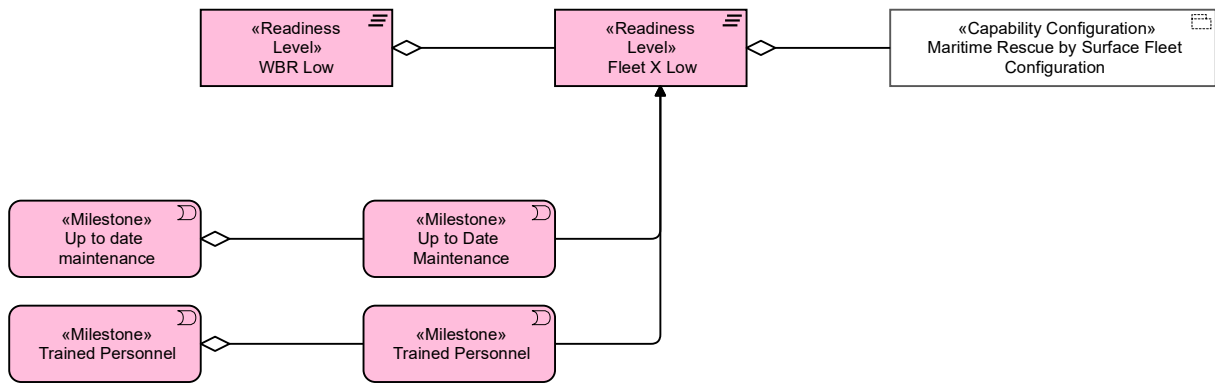 «Readiness
Level»
WBR Low
«Readiness
Level»
Fleet X Low
«Capability Configuration»
Maritime Rescue by Surface Fleet
Configuration
«Milestone»
Up to date
maintenance
«Milestone»
Up to Date
Maintenance
«Milestone»
Trained Personnel
«Milestone»
Trained Personnel